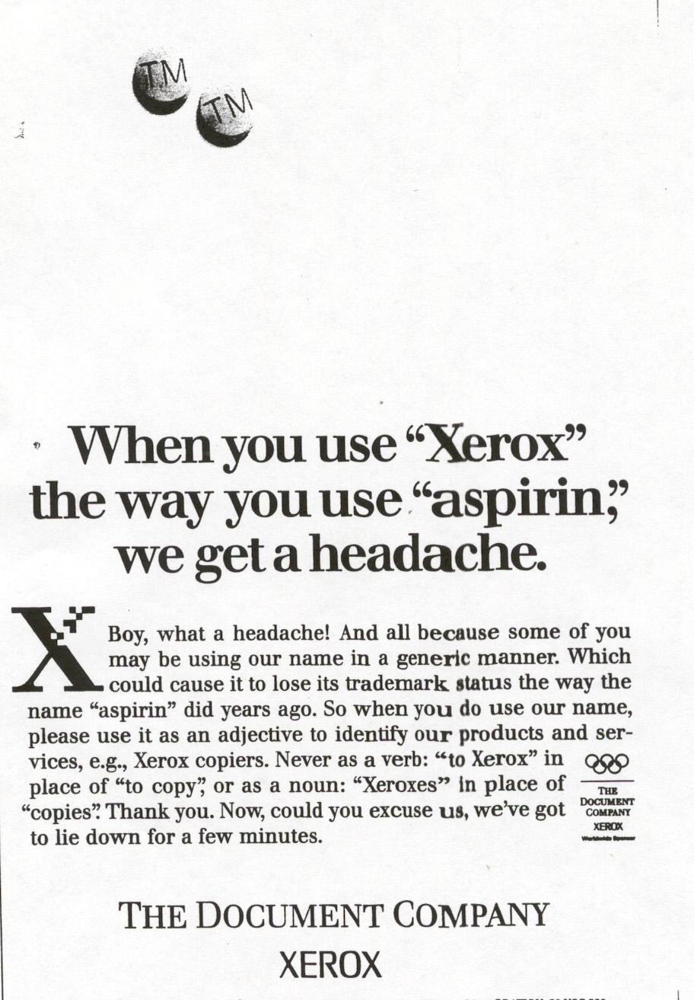 TM
TM
When you use “Xerox”
the way you use “aspirin,”
we get a headache.
X
Boy, what a headache! And all because some of you
may be using our name in a generic manner. Which
could cause it to lose its trademark status the way the
name “aspirin” did years ago. So when you do use our name,
please use it as an adjective to identify our products and ser-
vices, e.g., Xerox copiers. Never as a verb: “to Xerox” in
place of “to copy”, or as a noun: “Xeroxes” in place of
“copies”. Thank you. Now, could you excuse us, we’ve got
to lie down for a few minutes.
THE
DOCUMENT
COMPANY
XEROX
Worldwide Sponsor
THE DOCUMENT COMPANY
XEROX